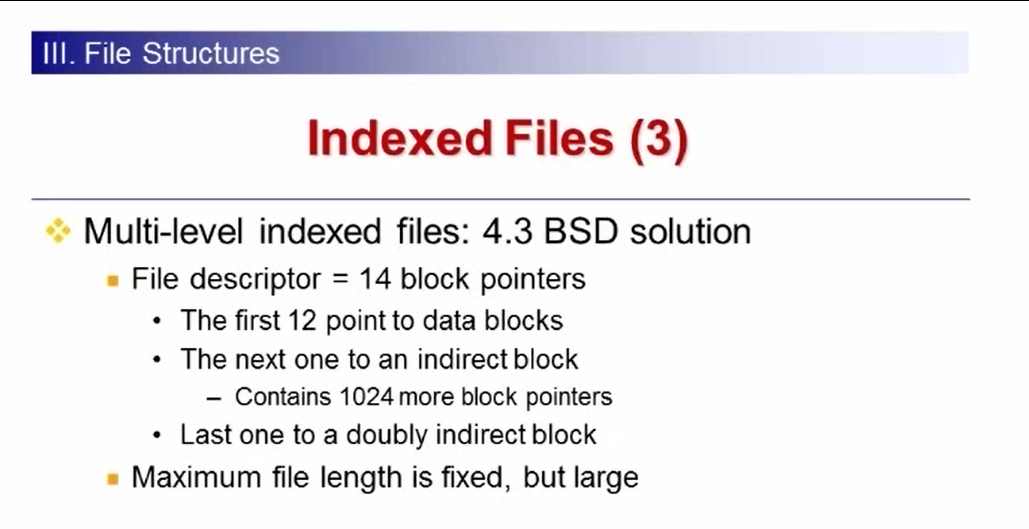 III. File Structures
Indexed Files (3)
Multi-level indexed files: 4.3 BSD solution
File descriptor = 14 block pointers
• The first 12 point to data blocks
• The next one to an indirect block
– Contains 1024 more block pointers
• Last one to a doubly indirect block
Maximum file length is fixed, but large